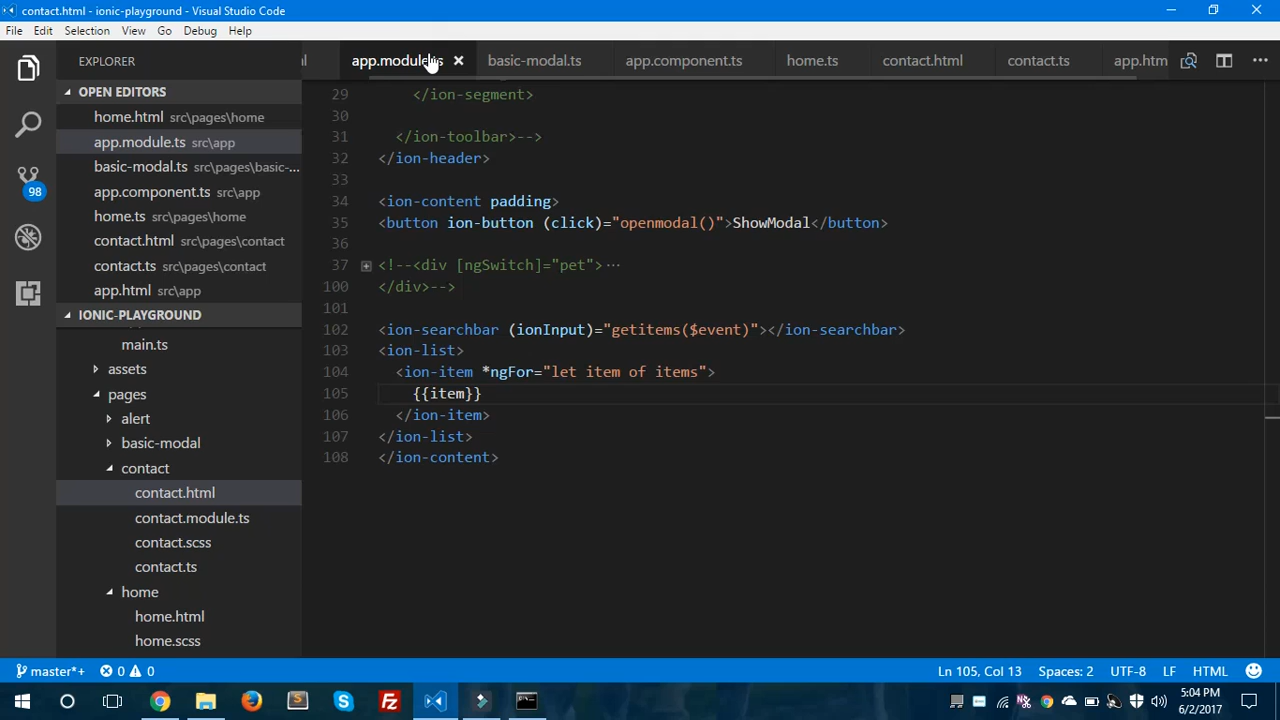 contact.html - ionic-playground - Visual Studio Code
File Edit Selection View Go Debug Help
EXPLORER
OPEN EDITORS
home.html src\pages\home
app.module.ts src\app
basic-modal.ts src\pages\basic-...
app.component.ts src\app
home.ts src\pages\home
contact.html src\pages\contact
contact.ts src\pages\contact
app.html src\app
IONIC-PLAYGROUND
main.ts
assets
pages
alert
basic-modal
contact
contact.html
contact.module.ts
contact.scss
contact.ts
home
home.html
home.scss
98
app.module.ts basic-modal.ts app.component.ts home.ts contact.html contact.ts app.htm
29 </ion-segment>
30
31 </ion-toolbar>-->
32 </ion-header>
33
34 <ion-content padding>
35 <button ion-button (click)="openmodal()">ShowModal</button>
36
37 <!--<div [ngSwitch]="pet"> ...
100 </div>-->
101
102 <ion-searchbar (ionInput)="getitems($event)"></ion-searchbar>
103 <ion-list>
104 <ion-item *ngFor="let item of items">
105 {{item}}
106 </ion-item>
107 </ion-list>
108 </ion-content>
master*+ 0 0 Ln 105, Col 13 Spaces: 2 UTF-8 LF HTML
5:04 PM
6/2/2017